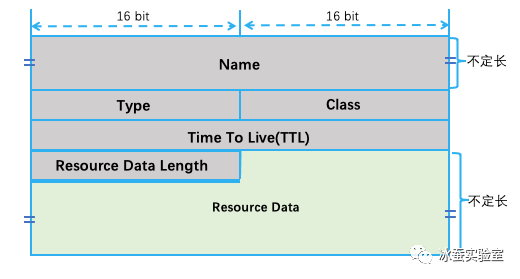 16 bit 16 bit
Name
不定长
Type Class
Time To Live(TTL)
Resource Data Length
Resource Data
不定长
冰蚕实验室